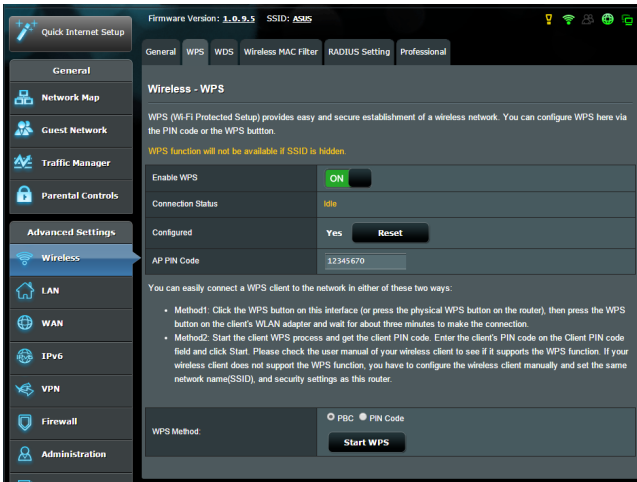 Quick Internet Setup
Firmware Version: 1.0.9.5 SSID: ASUS
General WPS WDS Wireless MAC Filter RADIUS Setting Professional
General
Network Map
Guest Network
Traffic Manager
Parental Controls
Advanced Settings
Wireless
LAN
WAN
IPv6
VPN
Firewall
Administration
Wireless - WPS
WPS (Wi-Fi Protected Setup) provides easy and secure establishment of a wireless network. You can configure WPS here via
the PIN code or the WPS buttton.
WPS function will not be available if SSID is hidden.
Enable WPS ON
Connection Status Idle
Configured Yes Reset
AP PIN Code 12345670
You can easily connect a WPS client to the network in either of these two ways:
• Method1: Click the WPS button on this interface (or press the physical WPS button on the router), then press the WPS
button on the client's WLAN adapter and wait for about three minutes to make the connection.
• Method2: Start the client WPS process and get the client PIN code. Enter the client's PIN code on the Client PIN code
field and click Start. Please check the user manual of your wireless client to see if it supports the WPS function. If your
wireless client does not support the WPS function, you have to configure the wireless client manually and set the same
network name(SSID), and security settings as this router.
WPS Method: PBC PIN Code
Start WPS